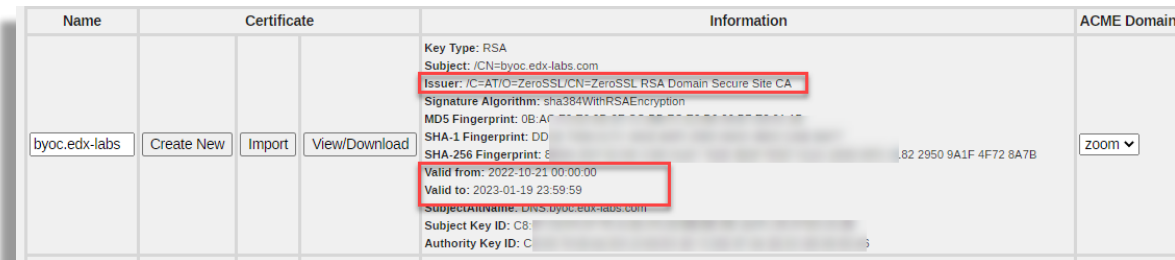 Name Certificate Information ACME Domain
Key Type: RSA
Subject: /CN=byoc.edx-labs.com
Issuer: /C=AT/O=ZeroSSL/CN=ZeroSSL RSA Domain Secure Site CA
Signature Algorithm: sha384WithRSAEncryption
MD5 Fingerprint: 0B:
SHA-1 Fingerprint: DD
byoc.edx-labs Create New Import View/Download zoom
SHA-256 Fingerprint: 82 2950 9A1F 4F72 8A7B
Valid from: 2022-10-21 00:00:00
Valid to: 2023-01-19 23:59:59
SubjectAltName: DNS:byoc.edx-labs.com
Subject Key ID: C8:
Authority Key ID: C